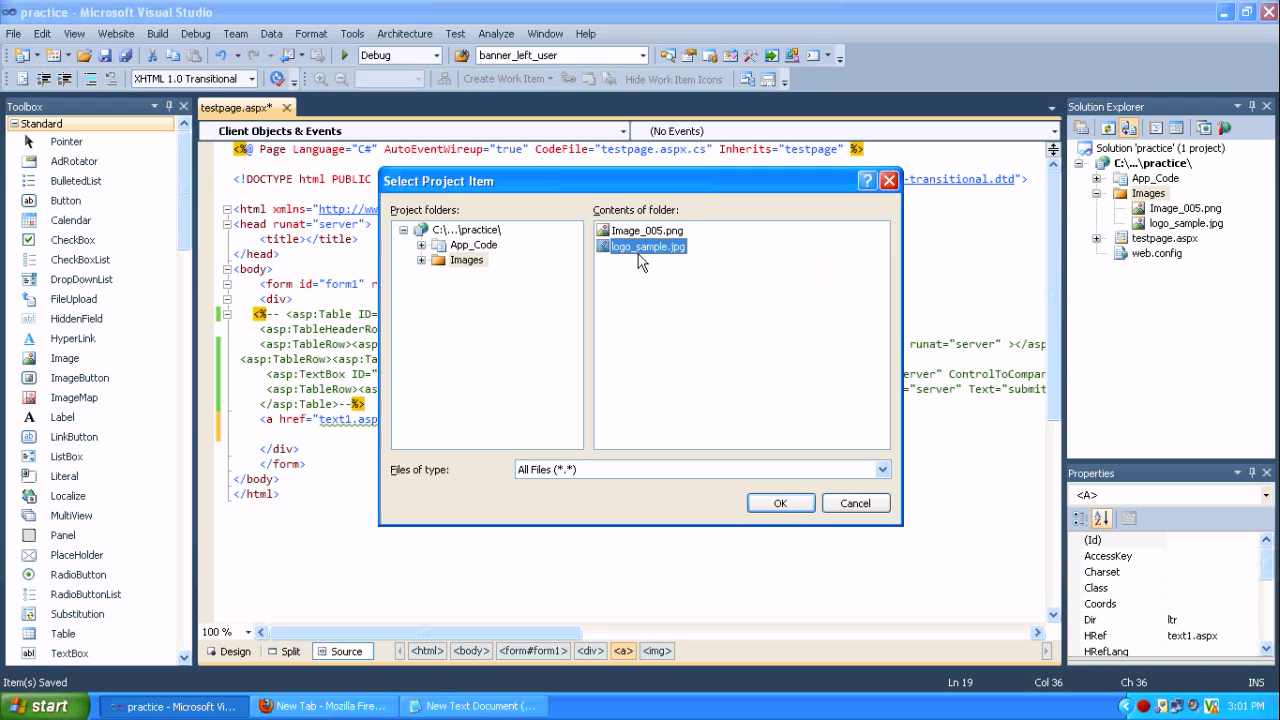 practice - Microsoft Visual Studio
File Edit View Website Build Debug Team Data Format Tools Architecture Test Analyze Window Help
Debug banner_left_user
XHTML 1.0 Transitional Create Work Item Hide Work Item Icons
Toolbox
Standard
Pointer
AdRotator
BulletedList
Button
Calendar
CheckBox
CheckBoxList
DropDownList
FileUpload
HiddenField
HyperLink
Image
ImageButton
ImageMap
Label
LinkButton
ListBox
Literal
Localize
MultiView
Panel
PlaceHolder
RadioButton
RadioButtonList
Substitution
Table
TextBox
testpage.aspx*
Client Objects & Events (No Events)
<%@ Page Language="C#" AutoEventWireup="true" CodeFile="testpage.aspx.cs" Inherits="testpage" %>
<!DOCTYPE html PUBLIC -transitional.dtd">
<html xmlns="http://ww
<head runat="server">
<title></title>
</head>
<body>
<form id="form1" r
<div>
<%-- <asp:Table ID=
<asp:TableHeaderRo
<asp:TableRow><asp:Ta runat="server" ></asp
<asp:TableRow><asp:Ta
<asp:TextBox ID=" erver" ControlToCompar
<asp:TableRow><a ="server" Text="submit
</asp:Table>--%>
<a href="text1.asp
</div>
</form>
</body>
</html>
Select Project Item
Project folders:
C:\...\practice\
App_Code
Images
Contents of folder:
Image_005.png
logo_sample.jpg
Files of type: All Files (*.*)
OK Cancel
100 %
Design Split Source <html> <body> <form#form1> <div> <a> <img>
Solution Explorer
Solution 'practice' (1 project)
C:\...\practice\
App_Code
Images
Image_005.png
logo_sample.jpg
testpage.aspx
web.config
Properties
<A>
(Id)
AccessKey
Charset
Class
Coords
Dir ltr
HRef text1.aspx
HRefLang
Item(s) Saved Ln 19 Col 36 Ch 36 INS
start practice - Microsoft Vi... New Tab - Mozilla Fire... New Text Document (... 3:01 PM